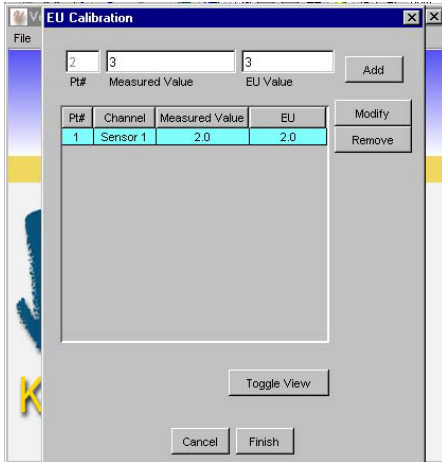 EU Calibration
File
2 3 3
Pt# Measured Value EU Value
Add
Modify
Remove
Pt# Channel Measured Value EU
1 Sensor 1 2.0 2.0
Toggle View
Cancel Finish
K